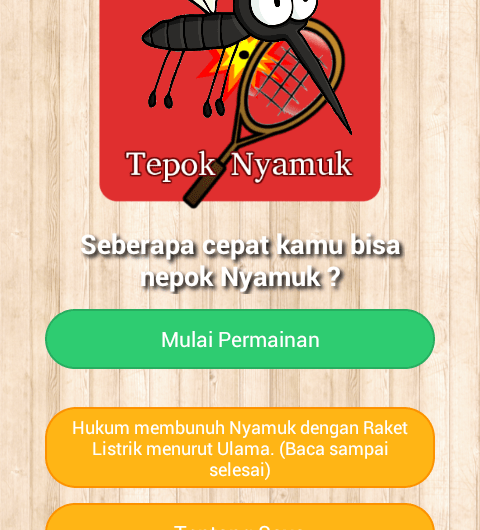 Tepok Nyamuk
Seberapa cepat kamu bisa
nepok Nyamuk ?
Mulai Permainan
Hukum membunuh Nyamuk dengan Raket
Listrik menurut Ulama. (Baca sampai
selesai)